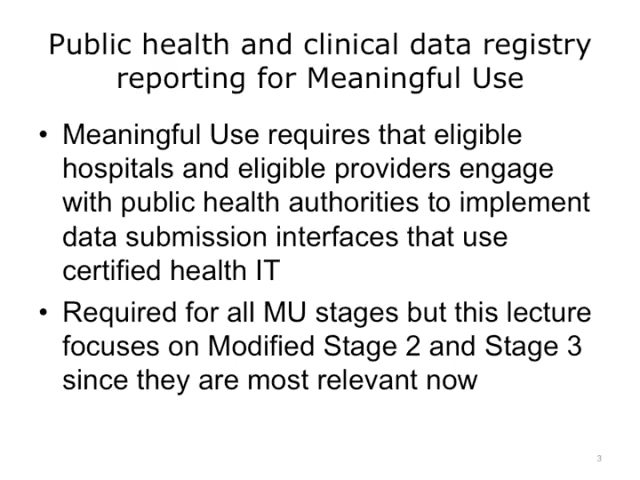 Public health and clinical data registry
reporting for Meaningful Use
• Meaningful Use requires that eligible
hospitals and eligible providers engage
with public health authorities to implement
data submission interfaces that use
certified health IT
• Required for all MU stages but this lecture
focuses on Modified Stage 2 and Stage 3
since they are most relevant now
3